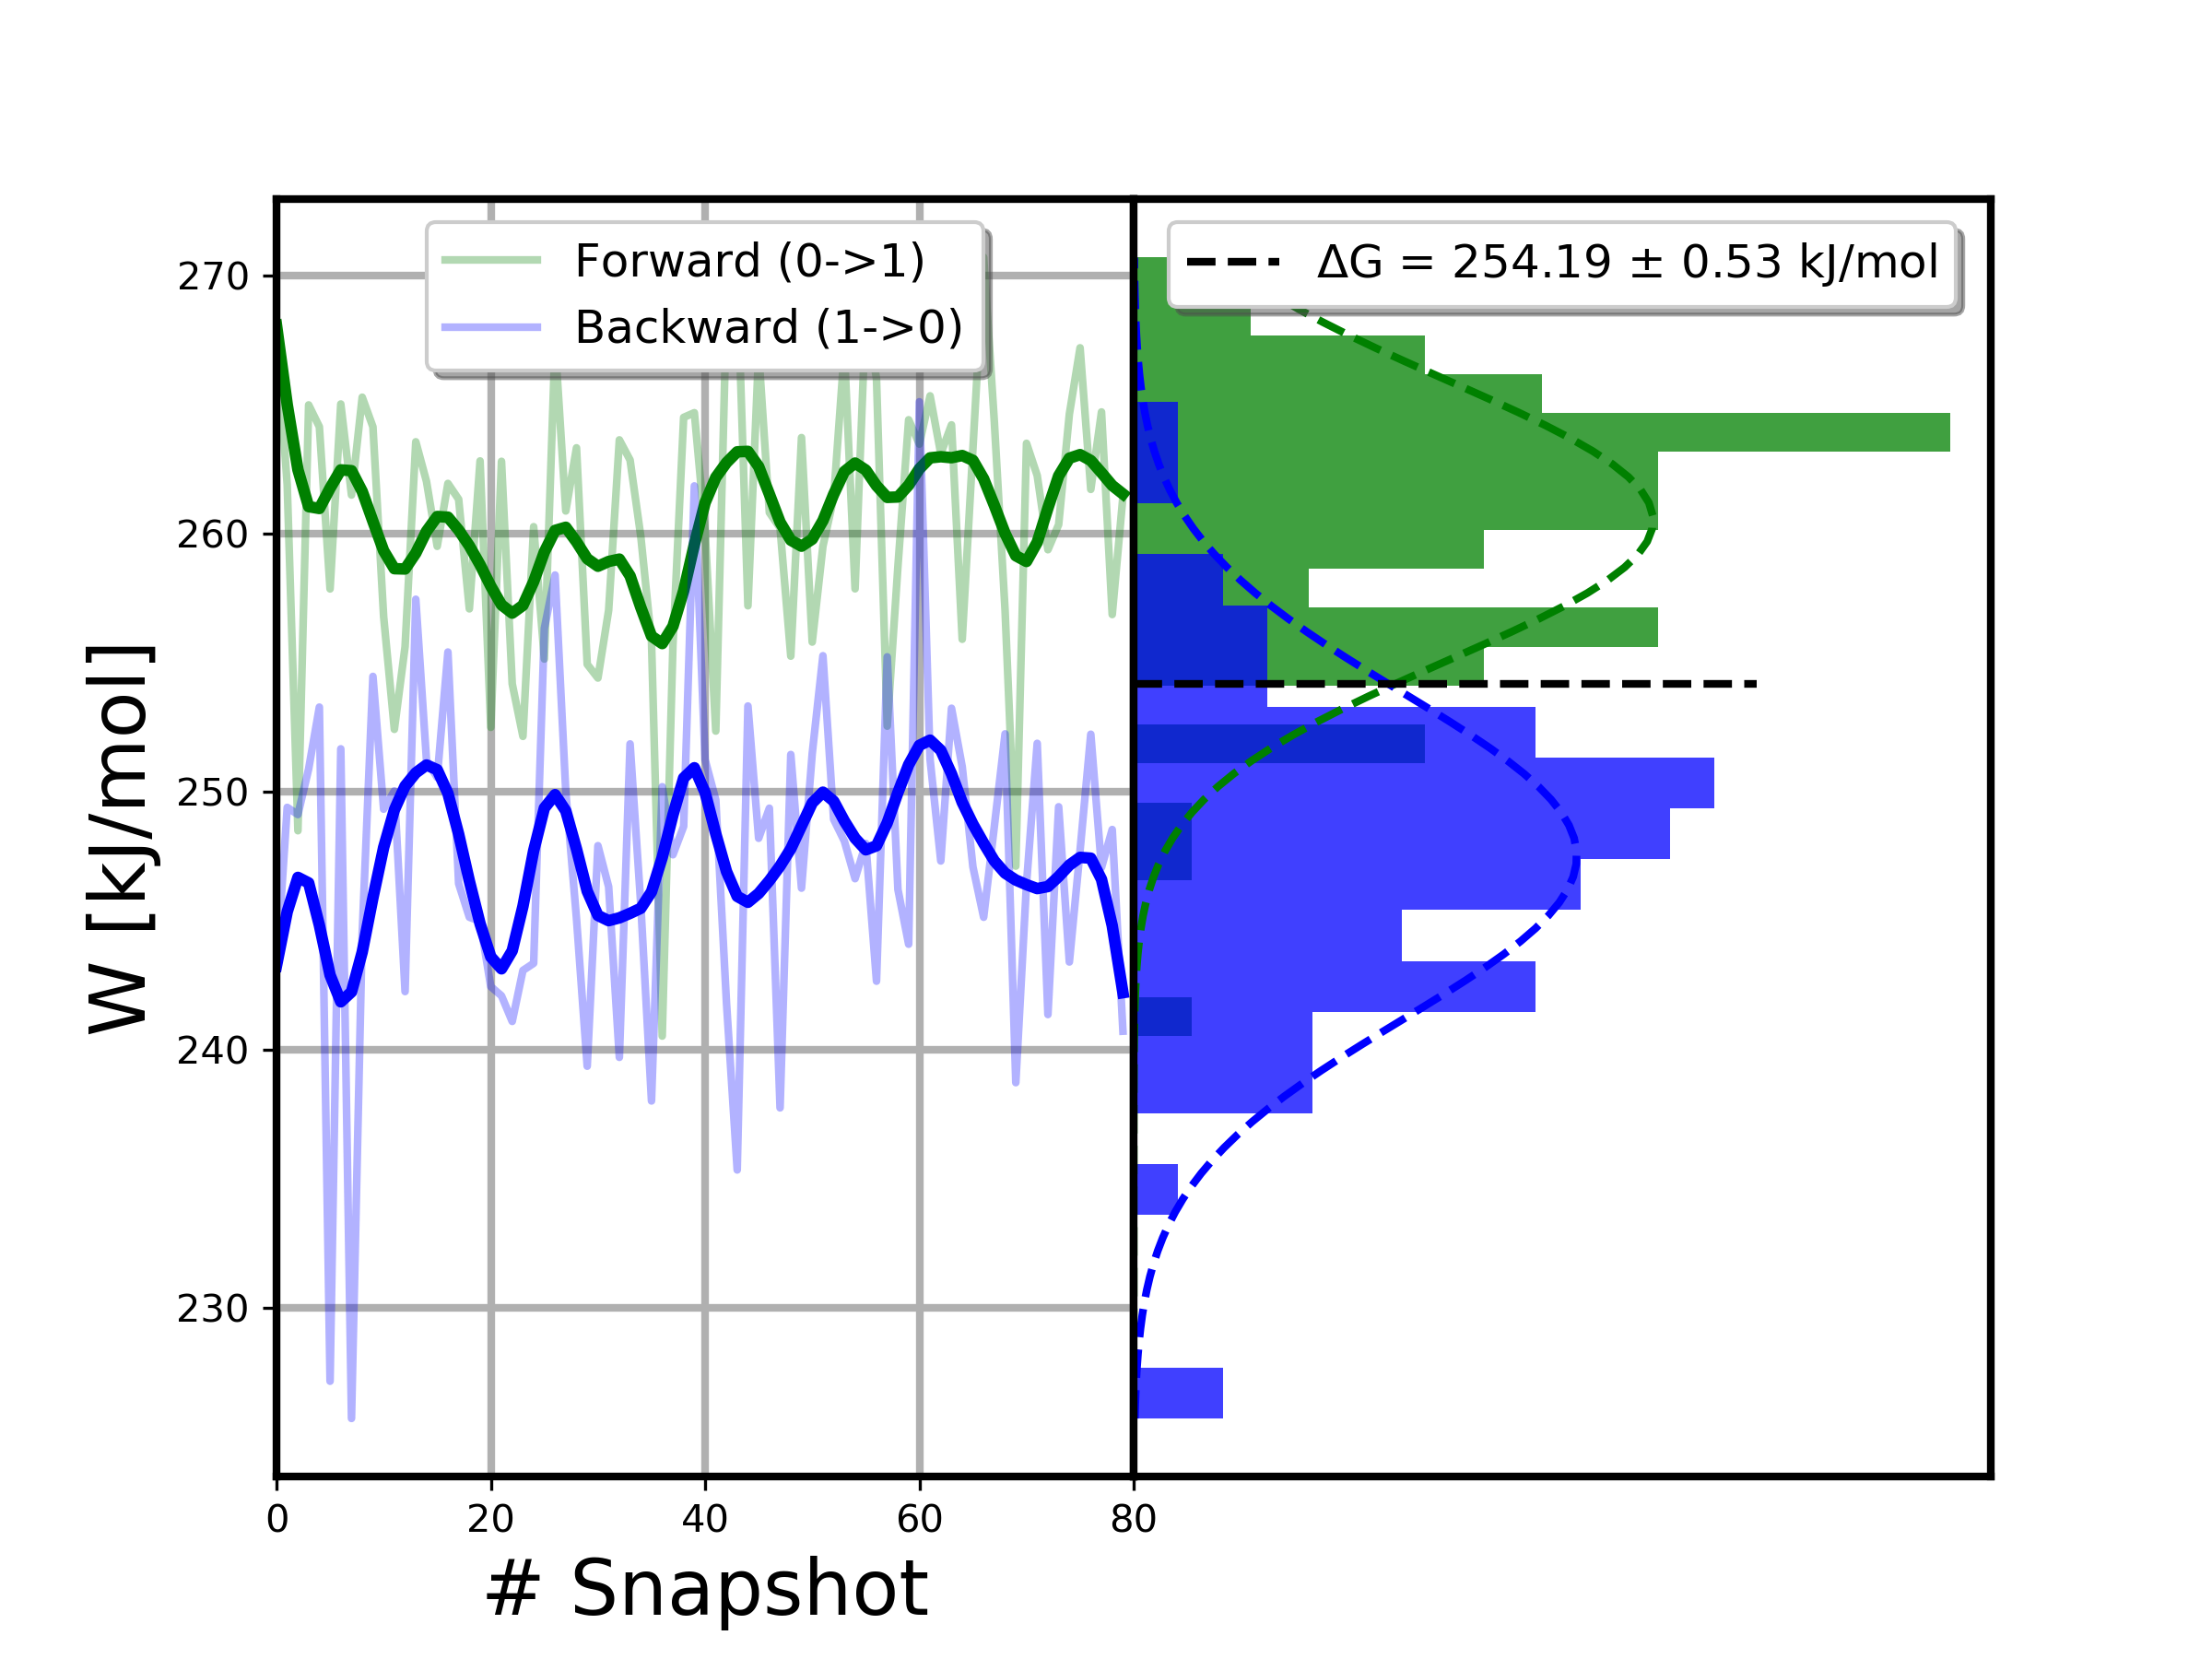 Forward (0->1)
Backward (1->0)
ΔG = 254.19 ± 0.53 kJ/mol
270
260
250
240
230
W [kJ/mol]
0 20 40 60 80
# Snapshot